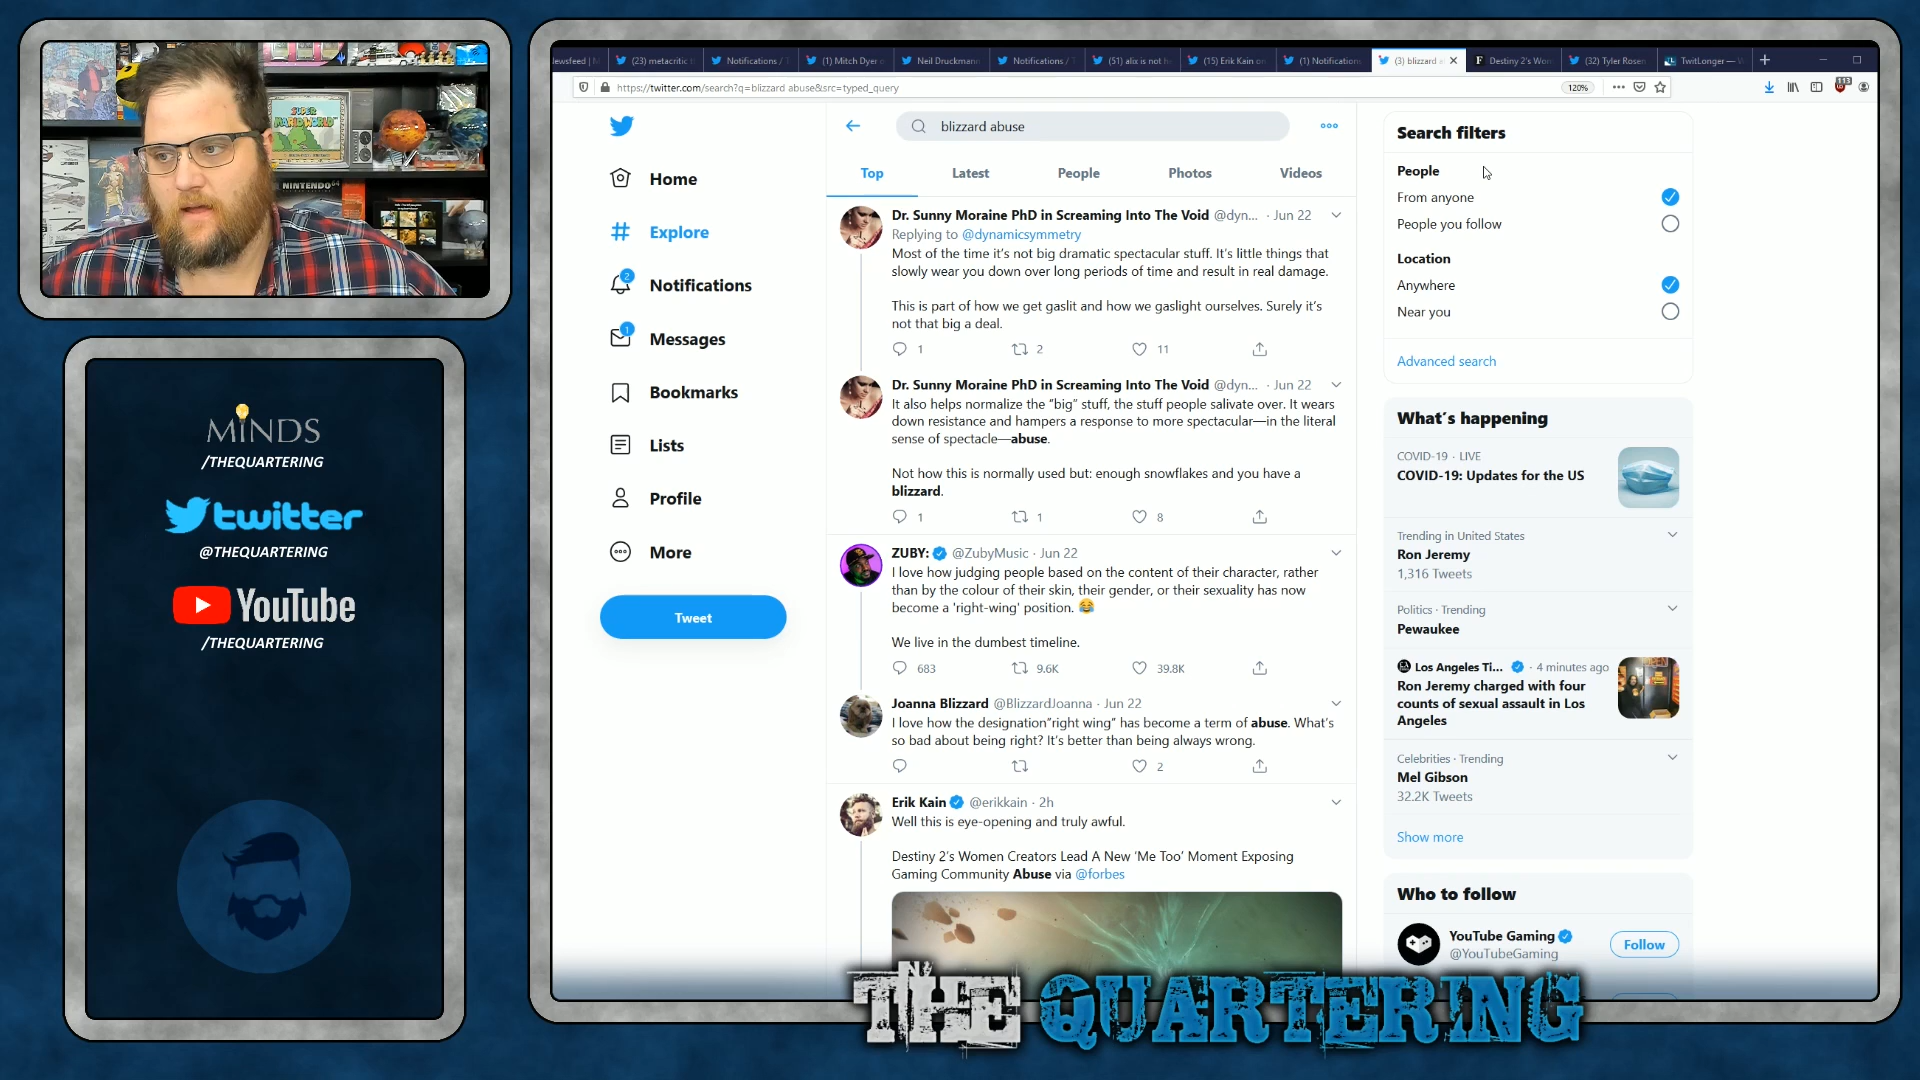 SUPER
MARIO WORLD
NINTENDO 64
MINDS
/THEQUARTERING
twitter
@THEQUARTERING
YouTube
/THEQUARTERING
(23) metacritic
Notifications /
(1) Mitch Dyer
Neil Druckmann
Notifications /
(51) alix is not
(15) Erik Kain on
(1) Notifications
(3) blizzard a
Destiny 2's Wom
(32) Tyler Rosen
TwitLonger —
https://twitter.com/search?q=blizzard abuse&src=typed_query
120%
113
Home
Explore
2
Notifications
1
Messages
Bookmarks
Lists
Profile
More
Tweet
blizzard abuse
Top
Latest
People
Photos
Videos
Dr. Sunny Moraine PhD in Screaming Into The Void @dyn... · Jun 22
Replying to @dynamicsymmetry
Most of the time it's not big dramatic spectacular stuff. It's little things that
slowly wear you down over long periods of time and result in real damage.
This is part of how we get gaslit and how we gaslight ourselves. Surely it's
not that big a deal.
1 2 11
Dr. Sunny Moraine PhD in Screaming Into The Void @dyn... · Jun 22
It also helps normalize the "big" stuff, the stuff people salivate over. It wears
down resistance and hampers a response to more spectacular—in the literal
sense of spectacle—abuse.
Not how this is normally used but: enough snowflakes and you have a
blizzard.
1 1 8
ZUBY: @ZubyMusic · Jun 22
I love how judging people based on the content of their character, rather
than by the colour of their skin, their gender, or their sexuality has now
become a 'right-wing' position. 😂
We live in the dumbest timeline.
683 9.6K 39.8K
Joanna Blizzard @BlizzardJoanna · Jun 22
I love how the designation"right wing" has become a term of abuse. What's
so bad about being right? It's better than being always wrong.
2
Erik Kain @erikkain · 2h
Well this is eye-opening and truly awful.
Destiny 2's Women Creators Lead A New 'Me Too' Moment Exposing
Gaming Community Abuse via @forbes
Search filters
People
From anyone
People you follow
Location
Anywhere
Near you
Advanced search
What's happening
COVID-19 · LIVE
COVID-19: Updates for the US
Trending in United States
Ron Jeremy
1,316 Tweets
Politics · Trending
Pewaukee
Los Angeles Ti... · 4 minutes ago
Ron Jeremy charged with four
counts of sexual assault in Los
Angeles
Celebrities · Trending
Mel Gibson
32.2K Tweets
Show more
Who to follow
YouTube Gaming
@YouTubeGaming
Follow
THE QUARTERING